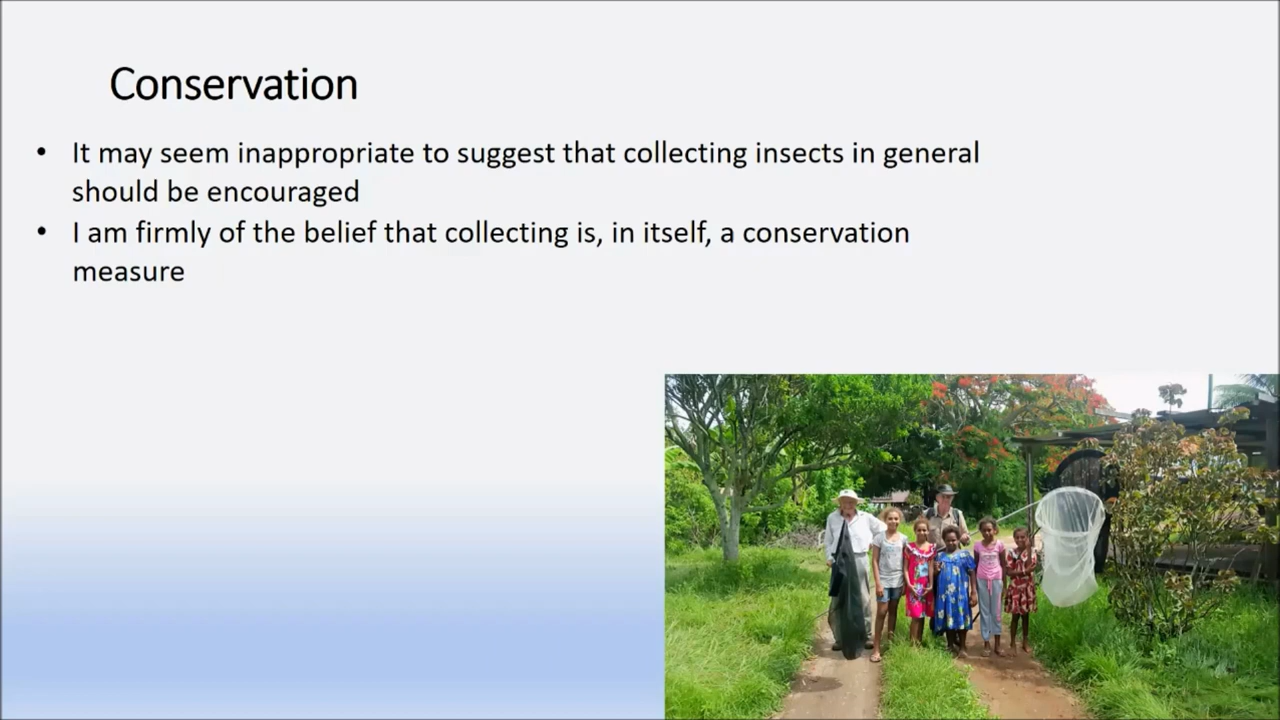 Conservation
• It may seem inappropriate to suggest that collecting insects in general
should be encouraged
• I am firmly of the belief that collecting is, in itself, a conservation
measure